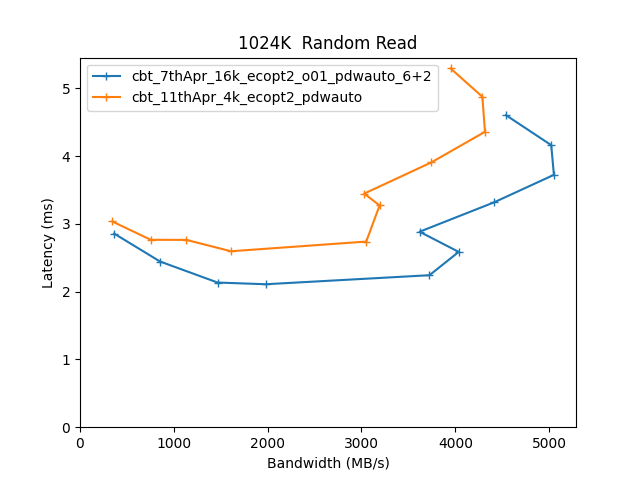 1024K  Random Read
cbt_7thApr_16k_ecopt2_o01_pdwauto_6+2
cbt_11thApr_4k_ecopt2_pdwauto
5
4
3
2
1
0
Latency (ms)
0 1000 2000 3000 4000 5000
Bandwidth (MB/s)